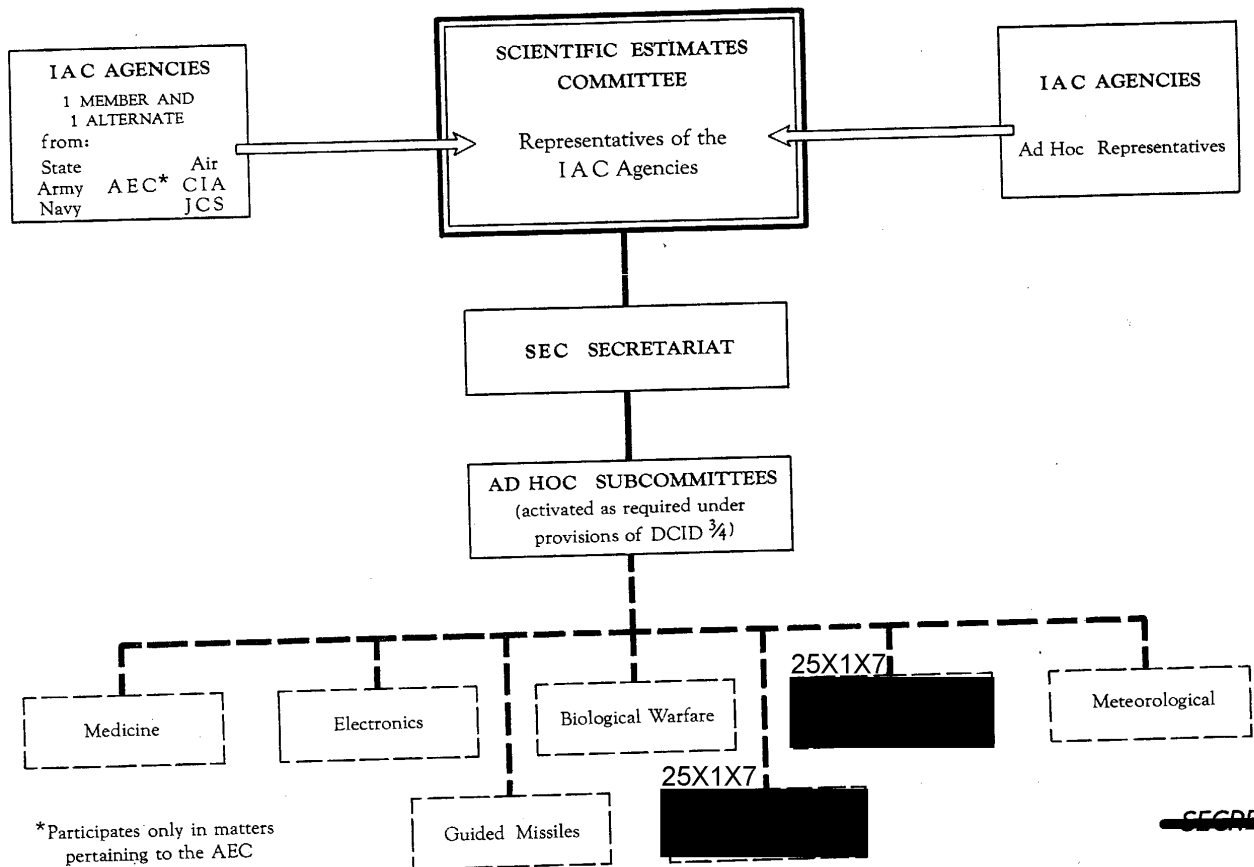 IAC AGENCIES
1 MEMBER AND
1 ALTERNATE
from:
State Air
Army AEC* CIA
Navy JCS
SCIENTIFIC ESTIMATES
COMMITTEE
Representatives of the
IAC Agencies
IAC AGENCIES
Ad Hoc Representatives
SEC SECRETARIAT
AD HOC SUBCOMMITTEES
(activated as required under
provisions of DCID ¾)
Medicine
Electronics
Biological Warfare
25X1X7
Meteorological
Guided Missiles
25X1X7
*Participates only in matters
pertaining to the AEC